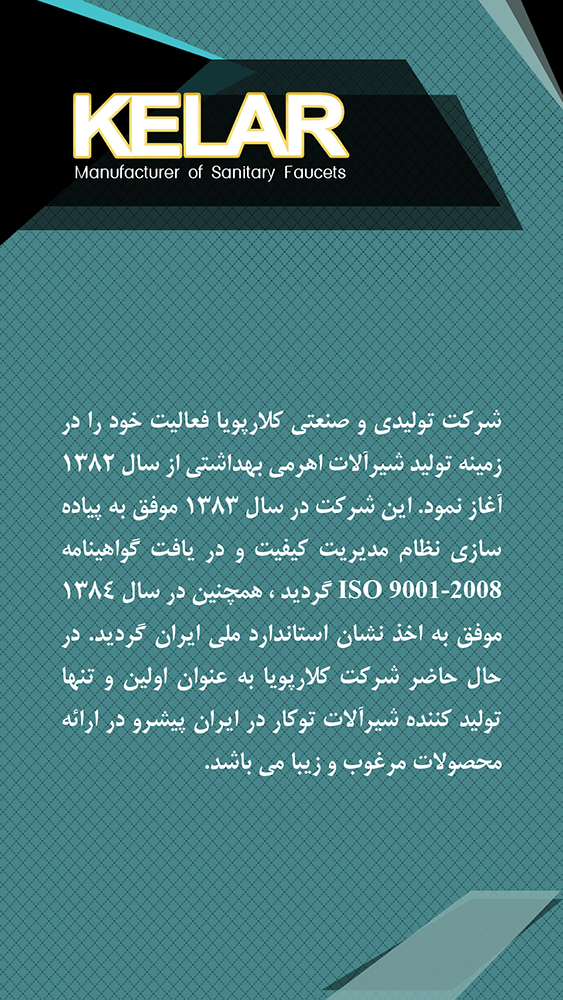 KELAR
Manufacturer of Sanitary Faucets
شرکت تولیدی و صنعتی کلارپویا فعالیت خود را در
زمینه تولید شیرآلات اهرمی بهداشتی از سال ۱۳۸۲
آغاز نمود. این شرکت در سال ۱۳۸۳ موفق به پیاده
سازی نظام مدیریت کیفیت و در یافت گواهینامه
ISO 9001-2008 گردید ، همچنین در سال ۱۳۸٤
موفق به اخذ نشان استاندارد ملی ایران گردید. در
حال حاضر شرکت کلارپویا به عنوان اولین و تنها
تولید کننده شیرآلات توکار در ایران پیشرو در ارائه
محصولات مرغوب و زیبا می باشد.